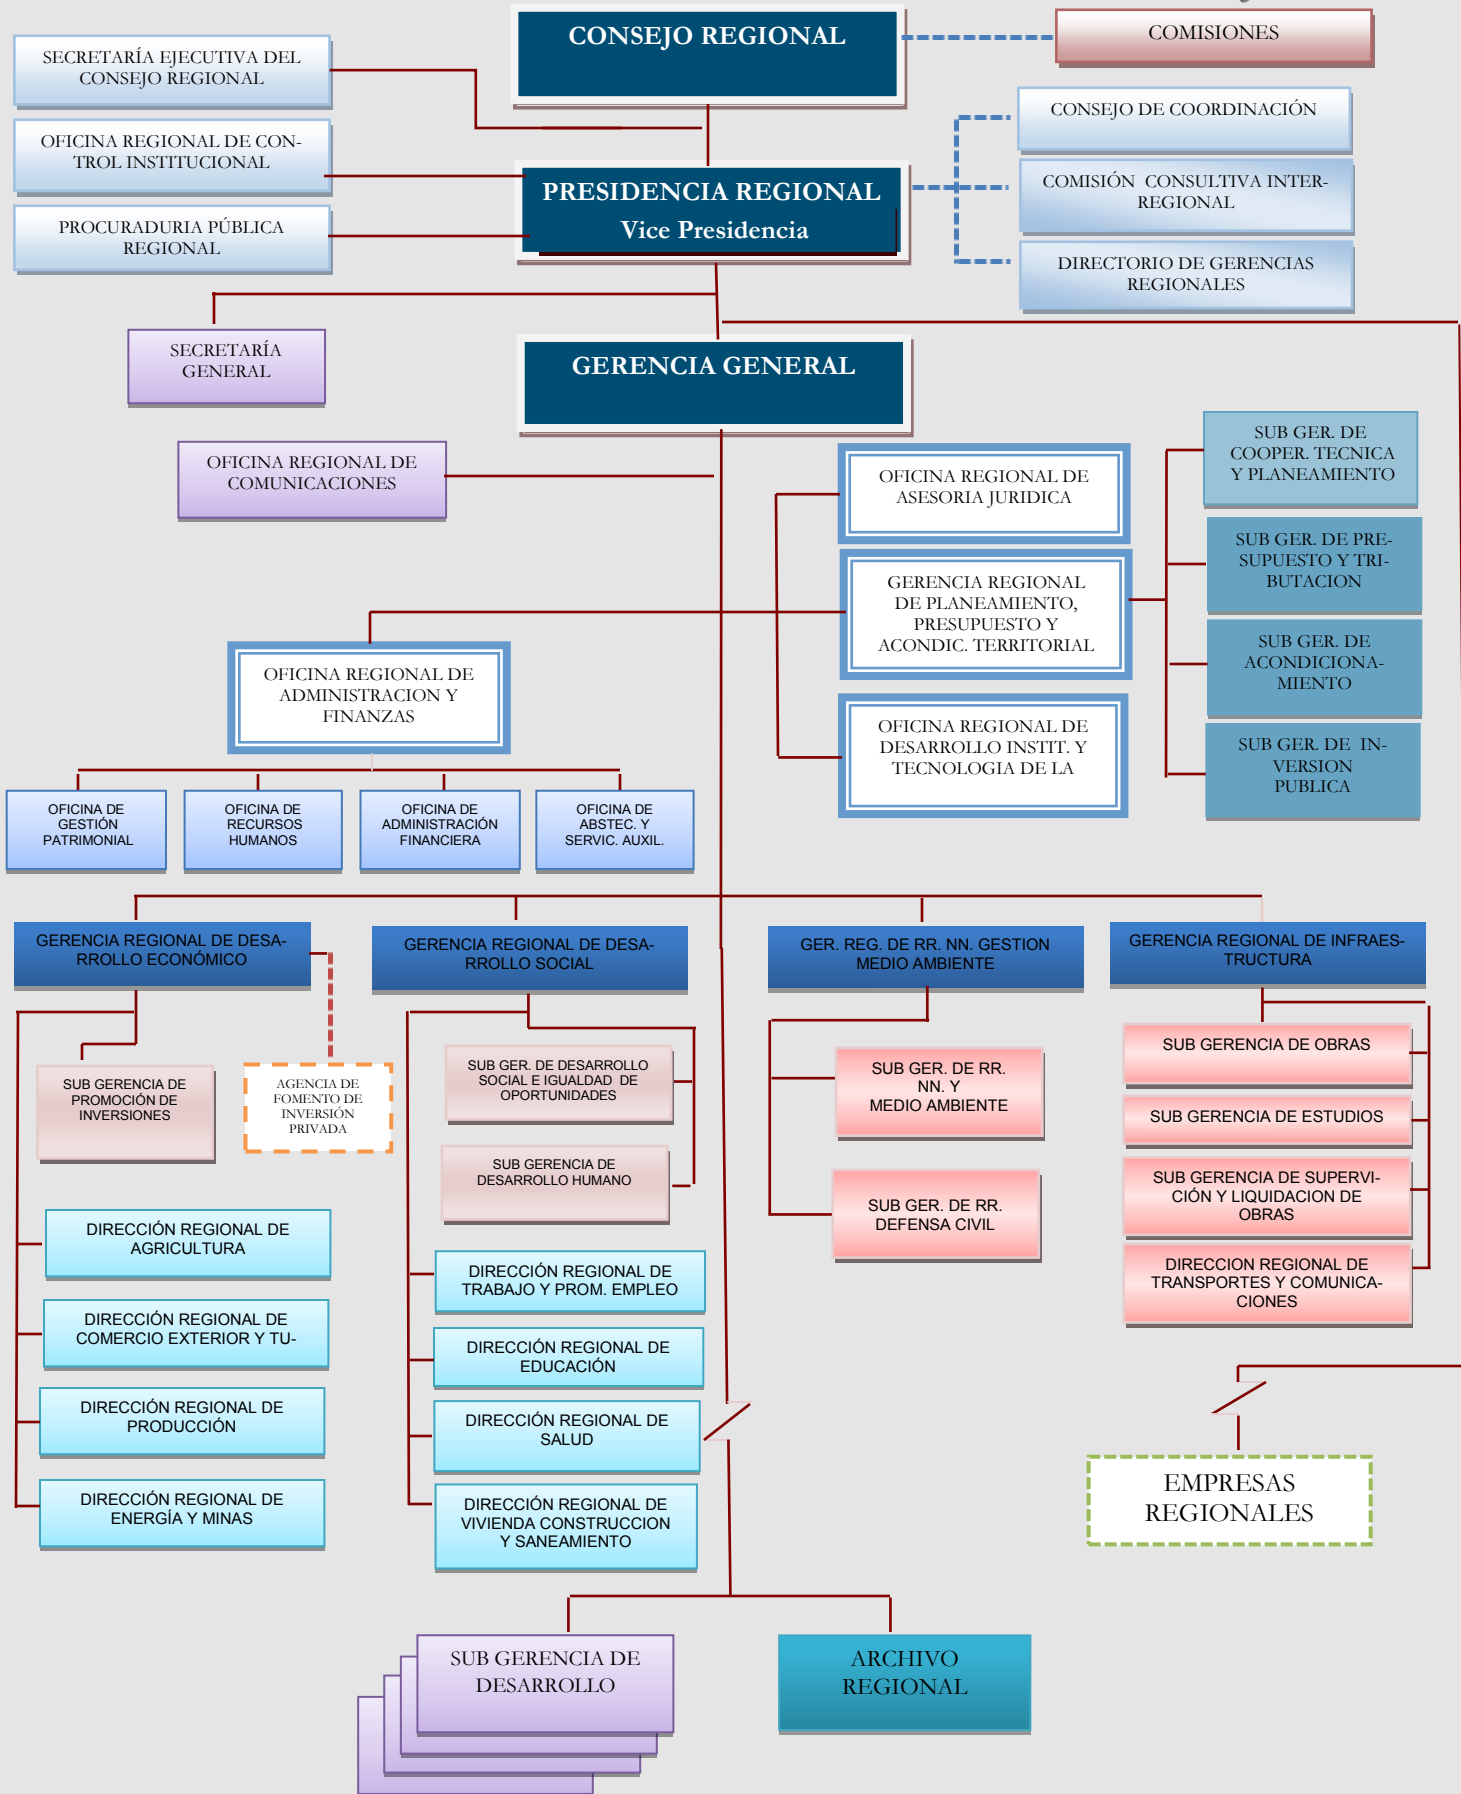 CONSEJO REGIONAL
COMISIONES
SECRETARÍA EJECUTIVA DEL
CONSEJO REGIONAL
CONSEJO DE COORDINACIÓN
OFICINA REGIONAL DE CON-
TROL INSTITUCIONAL
PRESIDENCIA REGIONAL
Vice Presidencia
COMISIÓN CONSULTIVA INTER-
REGIONAL
PROCURADURIA PÚBLICA
REGIONAL
DIRECTORIO DE GERENCIAS
REGIONALES
SECRETARÍA
GENERAL
GERENCIA GENERAL
OFICINA REGIONAL DE
COMUNICACIONES
OFICINA REGIONAL DE
ASESORIA JURIDICA
SUB GER. DE
COOPER. TECNICA
Y PLANEAMIENTO
SUB GER. DE PRE-
SUPUESTO Y TRI-
BUTACION
GERENCIA REGIONAL
DE PLANEAMIENTO,
PRESUPUESTO Y
ACONDIC. TERRITORIAL
SUB GER. DE
ACONDICIONA-
MIENTO
OFICINA REGIONAL DE
ADMINISTRACION Y
FINANZAS
OFICINA REGIONAL DE
DESARROLLO INSTIT. Y
TECNOLOGIA DE LA
SUB GER. DE IN-
VERSION
PUBLICA
OFICINA DE
GESTIÓN
PATRIMONIAL
OFICINA DE
RECURSOS
HUMANOS
OFICINA DE
ADMINISTRACIÓN
FINANCIERA
OFICINA DE
ABSTEC. Y
SERVIC. AUXIL.
GERENCIA REGIONAL DE DESA-
RROLLO ECONÓMICO
GERENCIA REGIONAL DE DESA-
RROLLO SOCIAL
GER. REG. DE RR. NN. GESTION
MEDIO AMBIENTE
GERENCIA REGIONAL DE INFRAES-
TRUCTURA
SUB GERENCIA DE
PROMOCIÓN DE
INVERSIONES
AGENCIA DE
FOMENTO DE
INVERSIÓN
PRIVADA
SUB GER. DE DESARROLLO
SOCIAL E IGUALDAD DE
OPORTUNIDADES
SUB GER. DE RR.
NN. Y
MEDIO AMBIENTE
SUB GERENCIA DE OBRAS
SUB GERENCIA DE ESTUDIOS
SUB GERENCIA DE
DESARROLLO HUMANO
SUB GER. DE RR.
DEFENSA CIVIL
SUB GERENCIA DE SUPERVI-
CIÓN Y LIQUIDACION DE
OBRAS
DIRECCIÓN REGIONAL DE
AGRICULTURA
DIRECCIÓN REGIONAL DE
TRABAJO Y PROM. EMPLEO
DIRECCION REGIONAL DE
TRANSPORTES Y COMUNICA-
CIONES
DIRECCIÓN REGIONAL DE
COMERCIO EXTERIOR Y TU-
DIRECCIÓN REGIONAL DE
EDUCACIÓN
DIRECCIÓN REGIONAL DE
PRODUCCIÓN
DIRECCIÓN REGIONAL DE
SALUD
DIRECCIÓN REGIONAL DE
ENERGÍA Y MINAS
DIRECCIÓN REGIONAL DE
VIVIENDA CONSTRUCCION
Y SANEAMIENTO
EMPRESAS
REGIONALES
SUB GERENCIA DE
DESARROLLO
ARCHIVO
REGIONAL